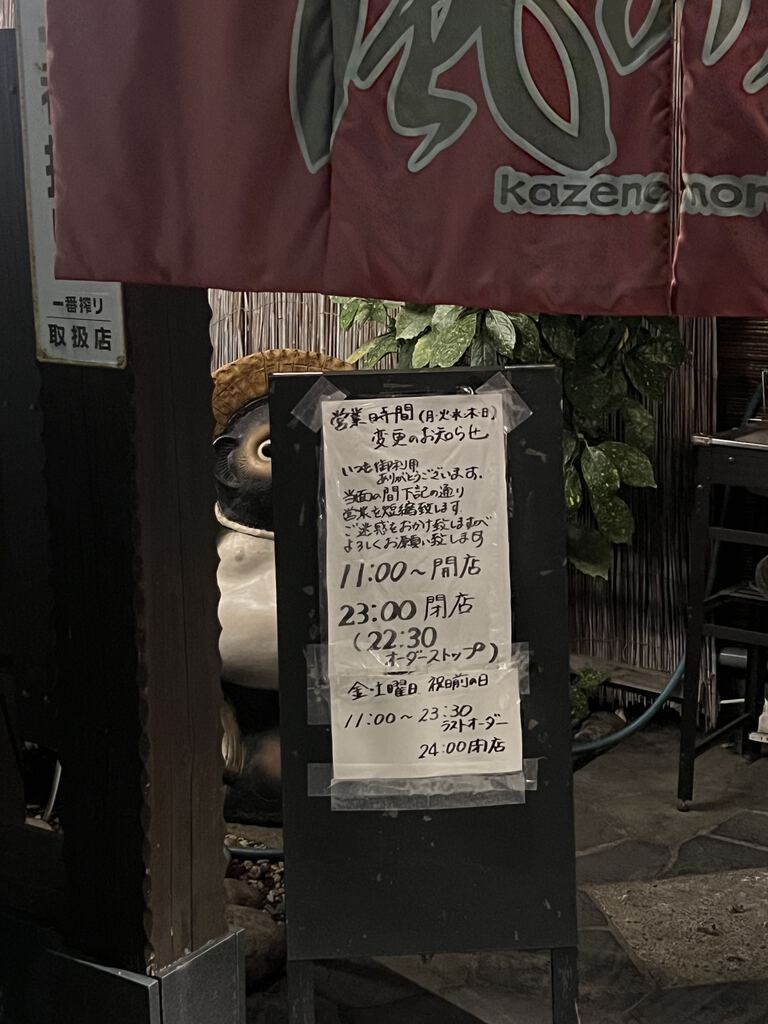 kazeno mori
一番搾り
取扱店
営業時間(月・火・水・木・日)
変更のお知らせ
いつも御利用
ありがとうございます。
当面の間下記の通り
営業を短縮致します
ご迷惑をおかけ致しますが
よろしくお願い致します
11:00〜開店
23:00閉店
(22:30
オーダーストップ)
金・土曜日 祝日前の日
11:00〜23:30
ラストオーダー
24:00閉店